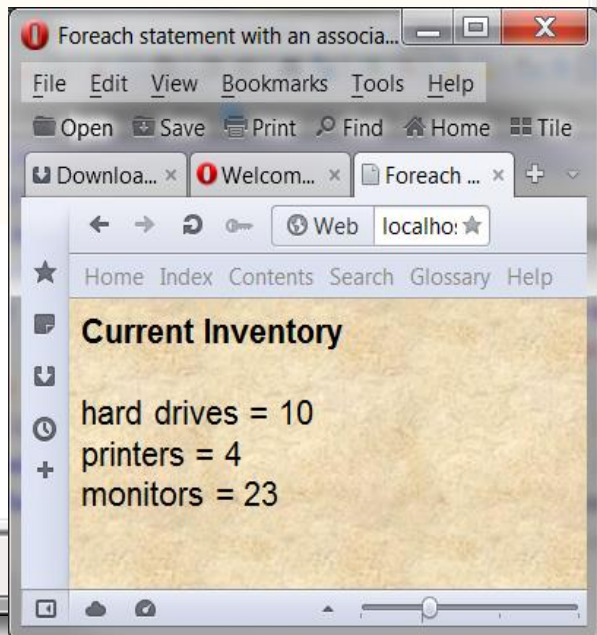 Foreach statement with an associa...
File Edit View Bookmarks Tools Help
Open Save Print Find Home Tile
Downloa... Welcom... Foreach ...
Web localho:
Home Index Contents Search Glossary Help
Current Inventory
hard drives = 10
printers = 4
monitors = 23